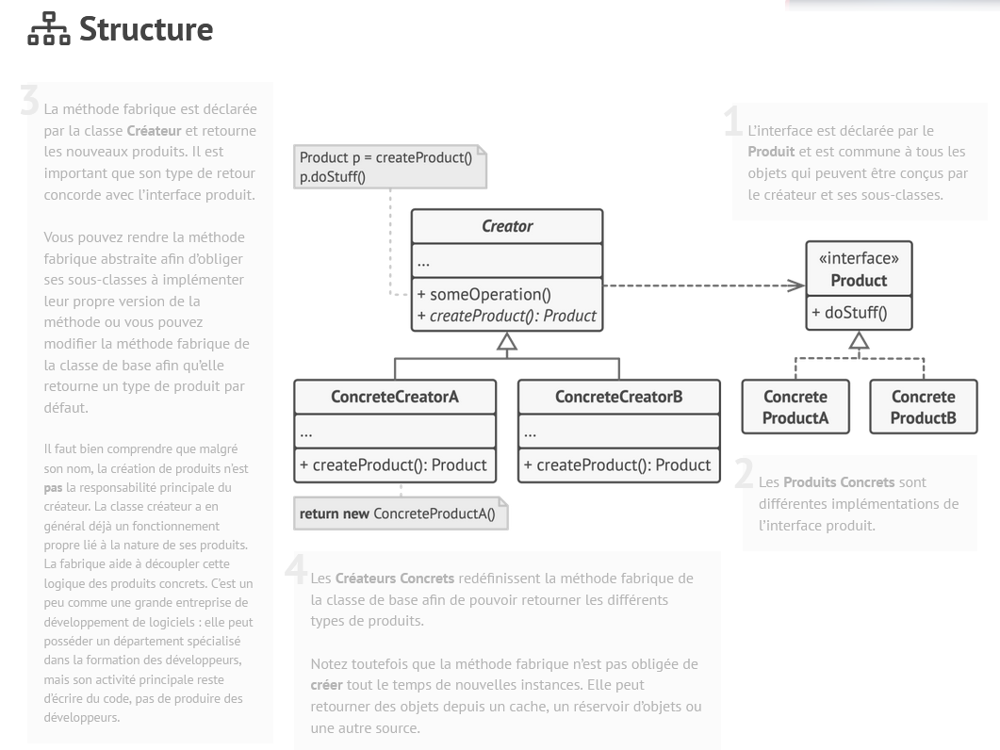 Structure
3
La méthode fabrique est déclarée
par la classe Créateur et retourne
les nouveaux produits. Il est
important que son type de retour
concorde avec l’interface produit.
Vous pouvez rendre la méthode
fabrique abstraite afin d’obliger
ses sous-classes à implémenter
leur propre version de la
méthode ou vous pouvez
modifier la méthode fabrique de
la classe de base afin qu’elle
retourne un type de produit par
défaut.
Il faut bien comprendre que malgré
son nom, la création de produits n’est
pas la responsabilité principale du
créateur. La classe créateur a en
général déjà un fonctionnement
propre lié à la nature de ses produits.
La fabrique aide à découpler cette
logique des produits concrets. C’est un
peu comme une grande entreprise de
développement de logiciels : elle peut
posséder un département spécialisé
dans la formation des développeurs,
mais son activité principale reste
d’écrire du code, pas de produire des
développeurs.
Product p = createProduct()
p.doStuff()
Creator
...
+ someOperation()
+ createProduct(): Product
ConcreteCreatorA
...
+ createProduct(): Product
ConcreteCreatorB
...
+ createProduct(): Product
return new ConcreteProductA()
1
L’interface est déclarée par le
Produit et est commune à tous les
objets qui peuvent être conçus par
le créateur et ses sous-classes.
«interface»
Product
+ doStuff()
Concrete
ProductA
Concrete
ProductB
2
Les Produits Concrets sont
différentes implémentations de
l’interface produit.
4
Les Créateurs Concrets redéfinissent la méthode fabrique de
la classe de base afin de pouvoir retourner les différents
types de produits.
Notez toutefois que la méthode fabrique n’est pas obligée de
créer tout le temps de nouvelles instances. Elle peut
retourner des objets depuis un cache, un réservoir d’objets ou
une autre source.